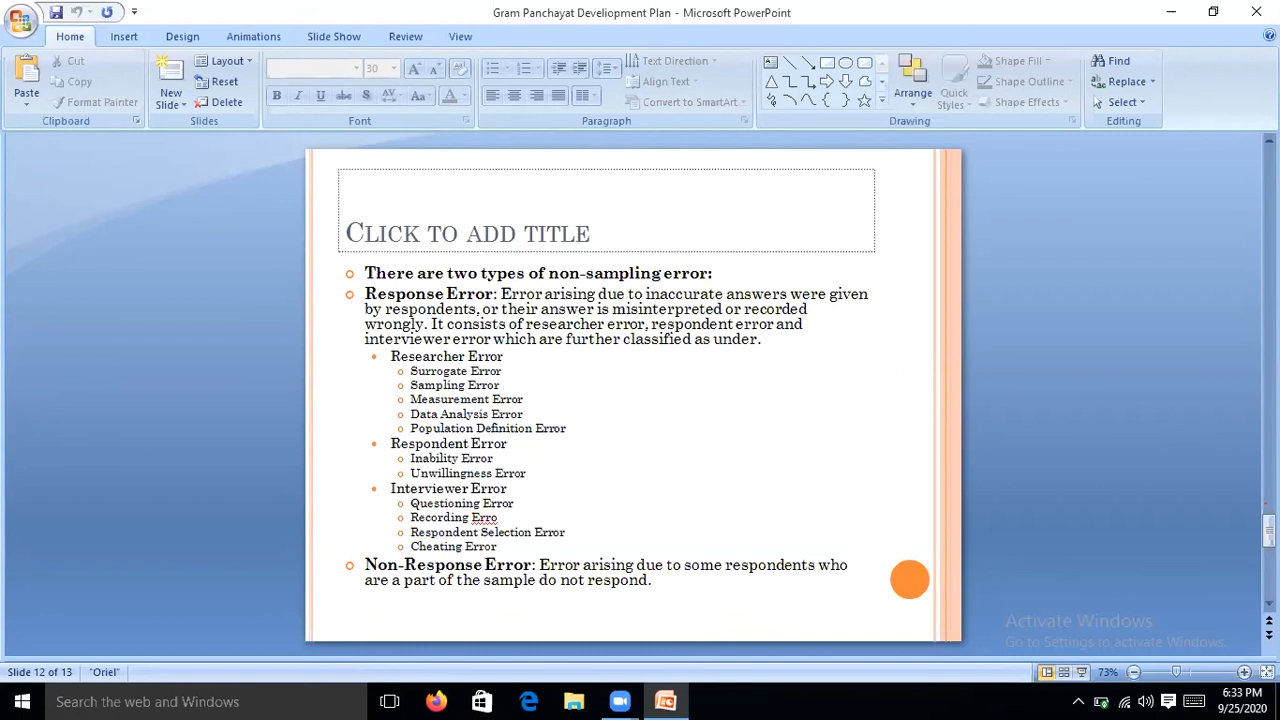 Gram Panchayat Develiopment Plan - Microsoft PowerPoint
Home Insert Design Animations Slide Show Review View
Paste
Cut
Copy
Format Painter
Clipboard
New Slide
Layout
Reset
Delete
Slides
30
Font
Paragraph
Text Direction
Align Text
Convert to SmartArt
Arrange
Quick Styles
Shape Fill
Shape Outline
Shape Effects
Drawing
Find
Replace
Select
Editing
Click to add title
There are two types of non-sampling error:
Response Error: Error arising due to inaccurate answers were given
by respondents, or their answer is misinterpreted or recorded
wrongly. It consists of researcher error, respondent error and
interviewer error which are further classified as under.
Researcher Error
Surrogate Error
Sampling Error
Measurement Error
Data Analysis Error
Population Definition Error
Respondent Error
Inability Error
Unwillingness Error
Interviewer Error
Questioning Error
Recording Erro
Respondent Selection Error
Cheating Error
Non-Response Error: Error arising due to some respondents who
are a part of the sample do not respond.
Activate Windows
Go to Settings to activate Windows.
Slide 12 of 13 "Oriel" 73%
Search the web and Windows
6:33 PM
9/25/2020